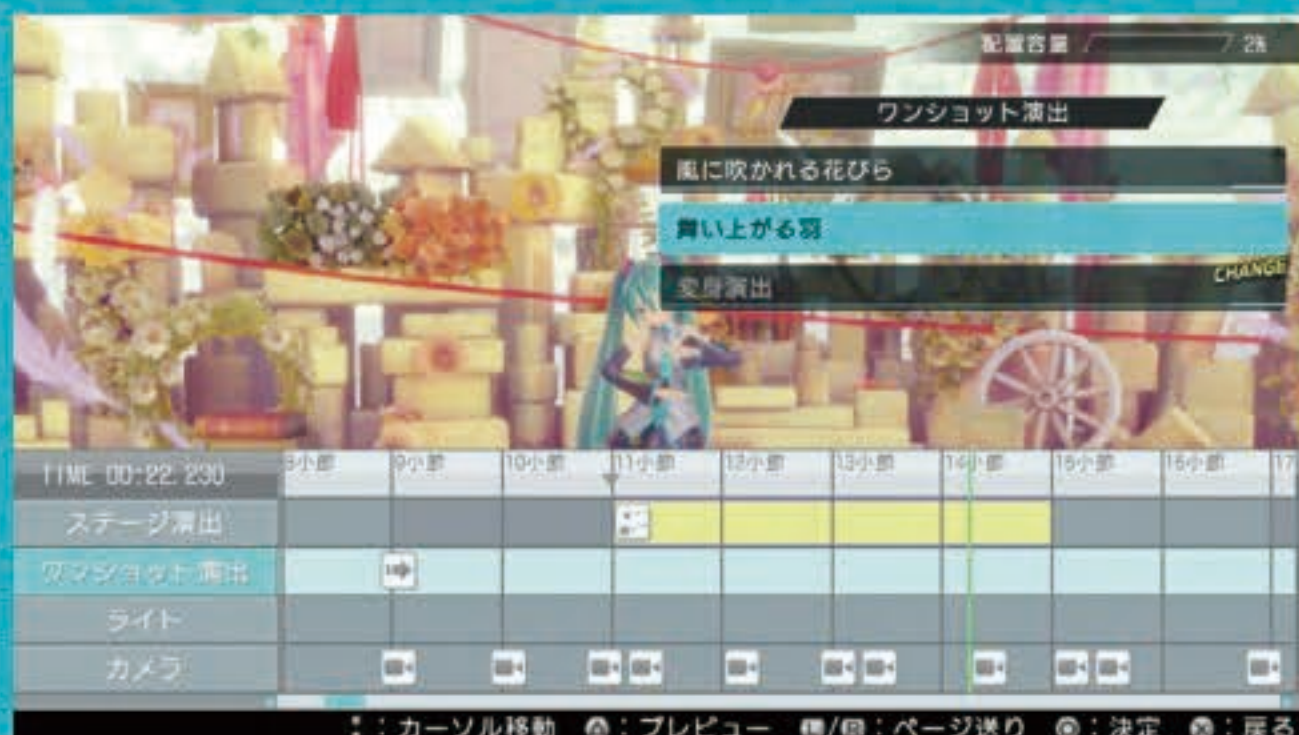 配置容量 2%
ワンショット演出
風に吹かれる花びら
舞い上がる羽
変身演出 CHANGE
TIME 00:22.230 8小節 9小節 10小節 11小節 12小節 13小節 14小節 15小節 16小節 17
ステージ演出
ワンショット演出
ライト
カメラ
：カーソル移動 △：プレビュー L/R：ページ送り ○：決定 ×：戻る